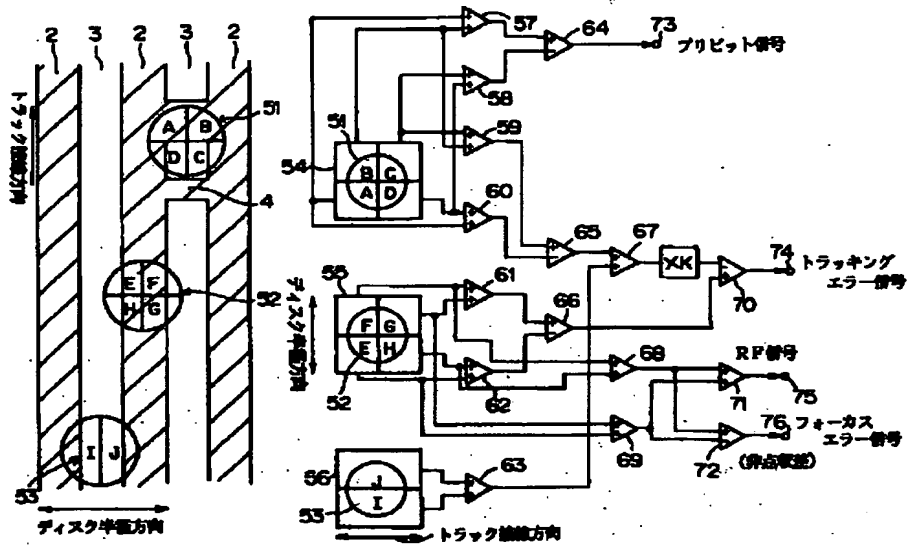 2 3 2 3 2
A B
D C
51
4
E F
H G
52
I J
53
トラック接線方向
ディスク半径方向
57
64
73
プリピット信号
58
59
51
54
B C
A D
60
65
67
×K
74
トラッキング
エラー信号
70
55
ディスク半径方向
61
66
F G
E H
52
62
68
RF信号
71
75
69
76
フォーカス
エラー信号
72
(非点収差)
56
J
I
53
63
トラック接線方向